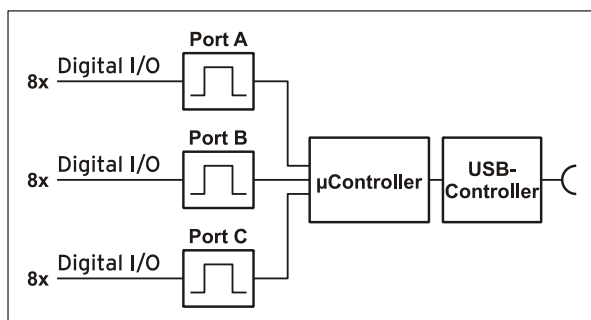 Port A
8x Digital I/O
Port B
8x Digital I/O
µController
USB-
Controller
Port C
8x Digital I/O